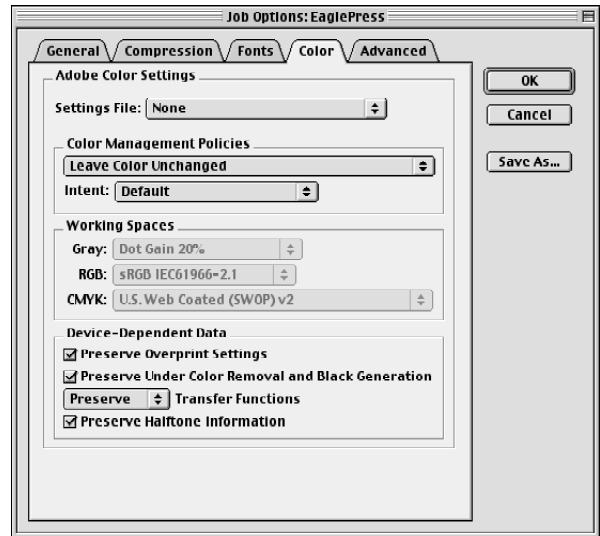 Job Options: EaglePress
General Compression Fonts Color Advanced
Adobe Color Settings
Settings File: None
Color Management Policies
Leave Color Unchanged
Intent: Default
Working Spaces
Gray: Dot Gain 20%
RGB: sRGB IEC61966-2.1
CMYK: U.S. Web Coated (SWOP) v2
Device-Dependent Data
Preserve Overprint Settings
Preserve Under Color Removal and Black Generation
Preserve Transfer Functions
Preserve Halftone Information
OK
Cancel
Save As...